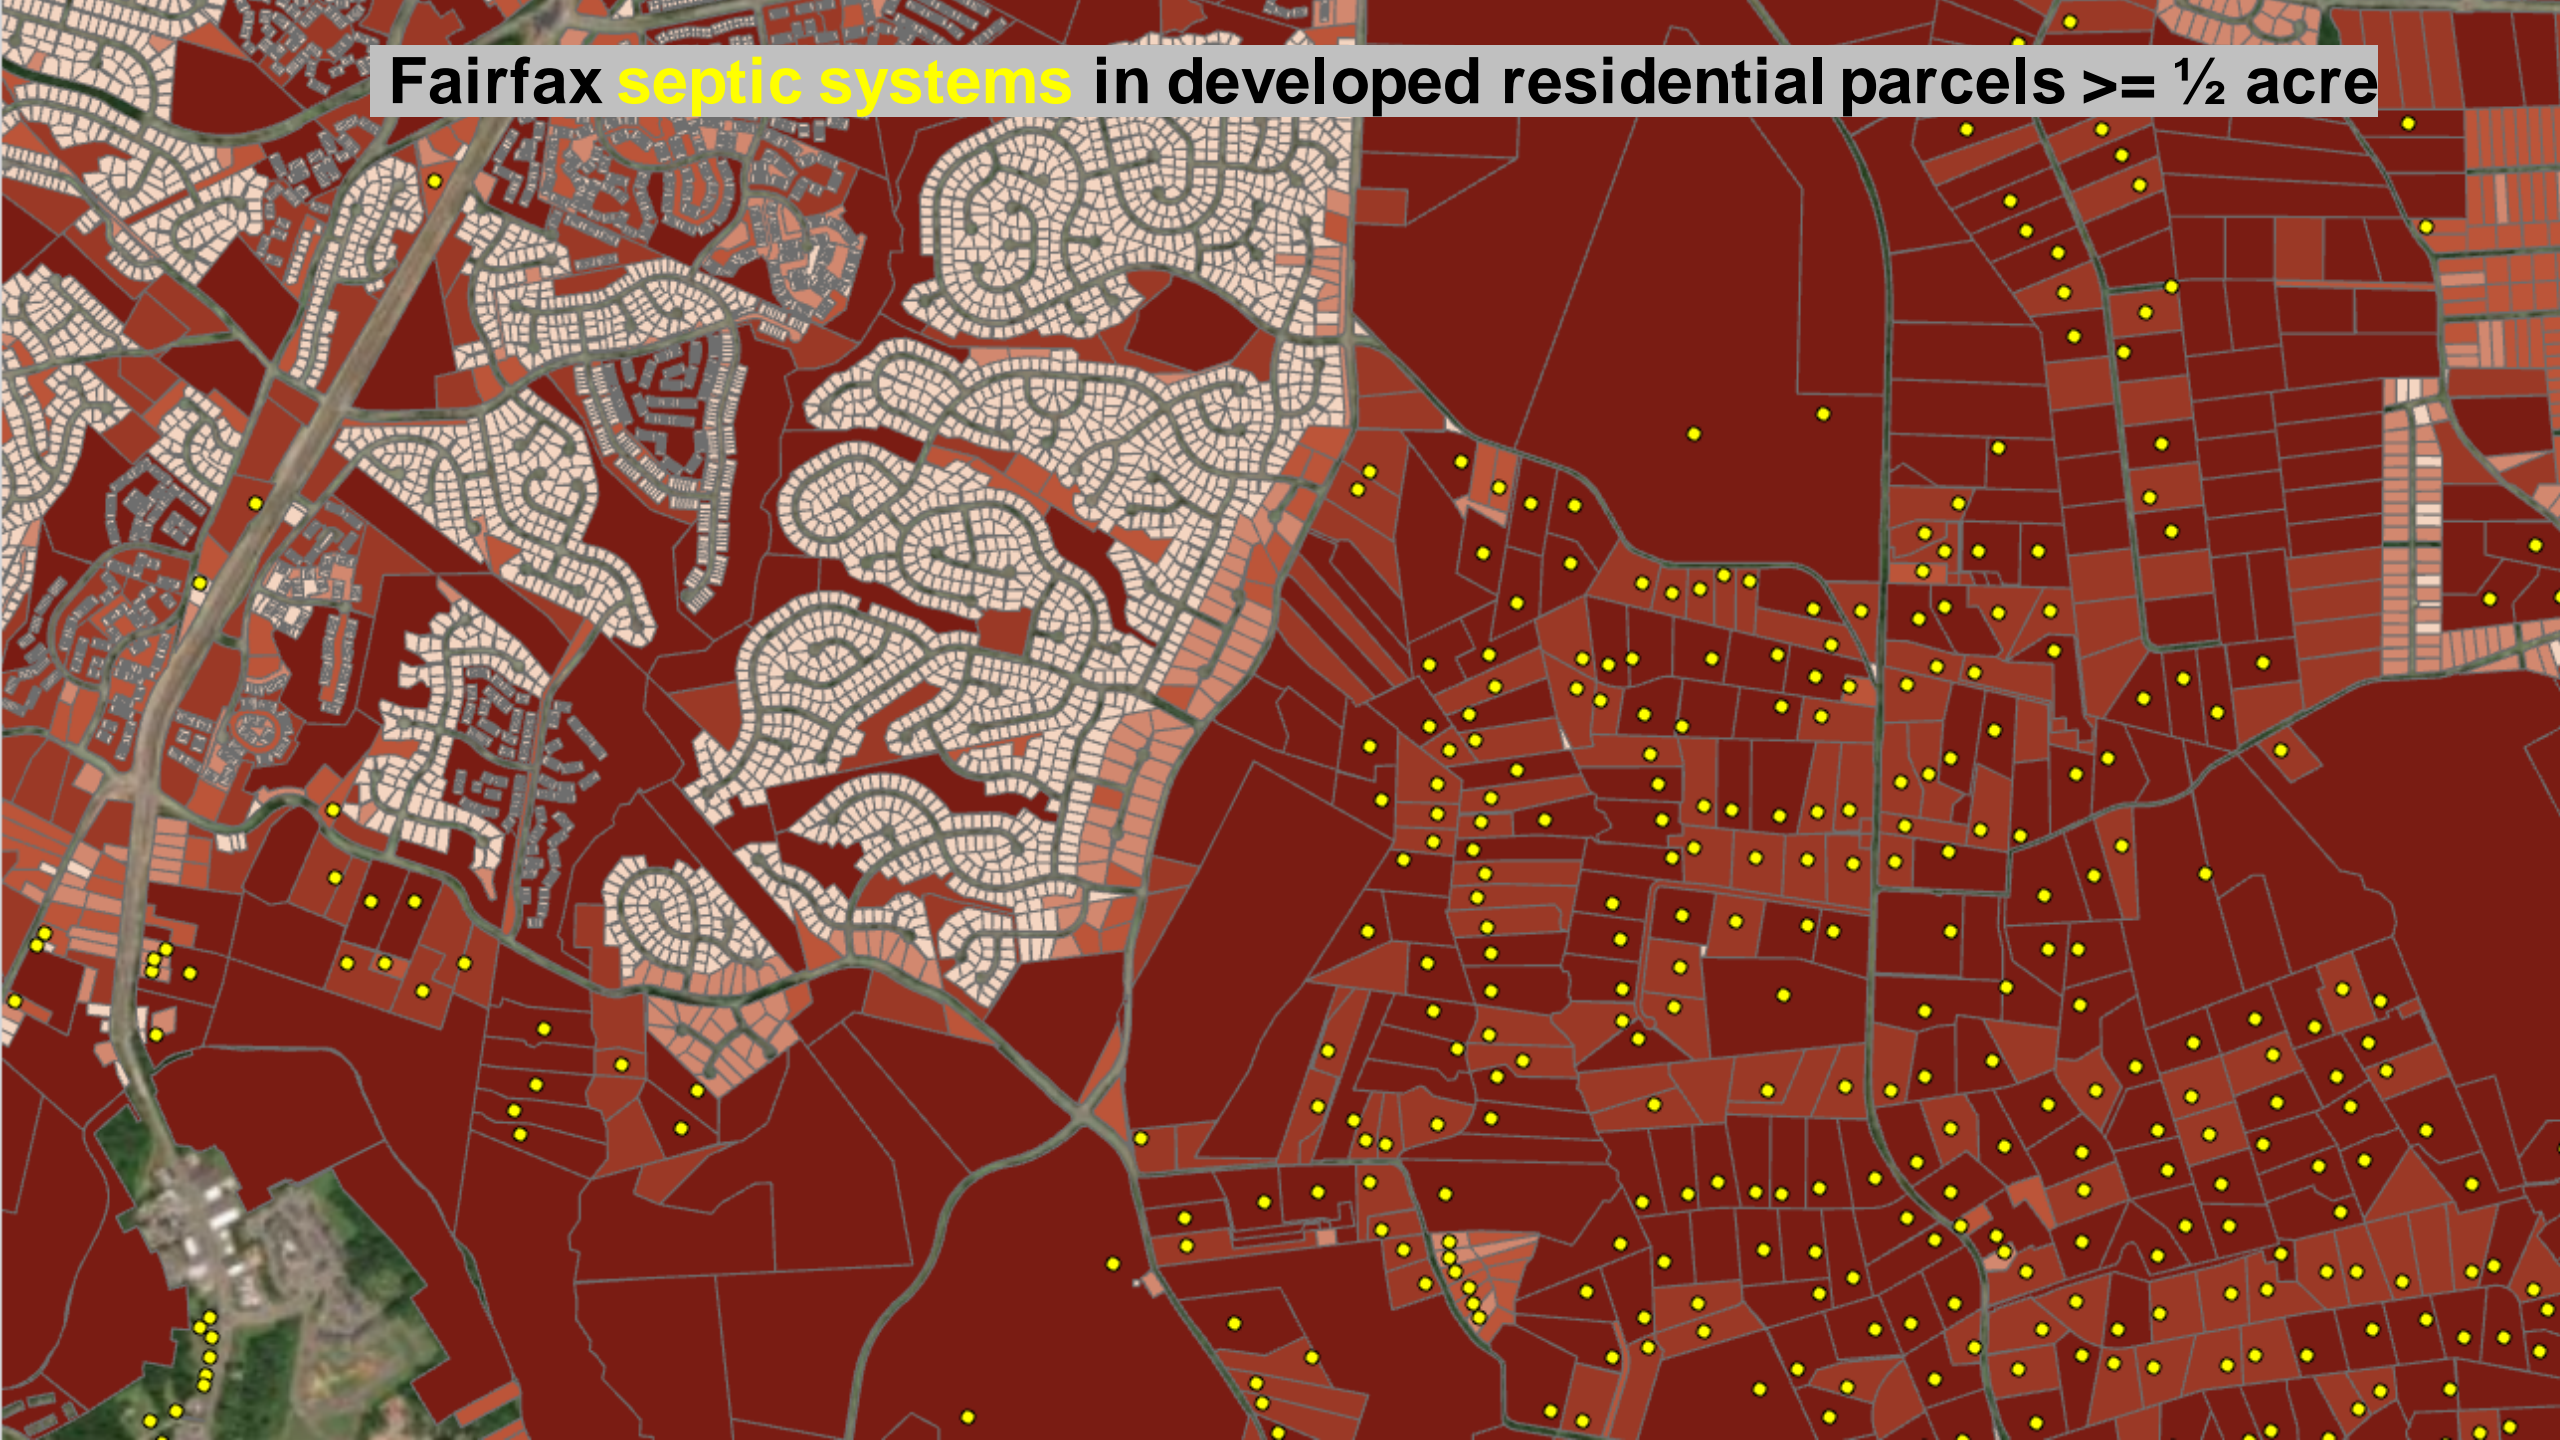 Fairfax septic systems in developed residential parcels >= ½ acre